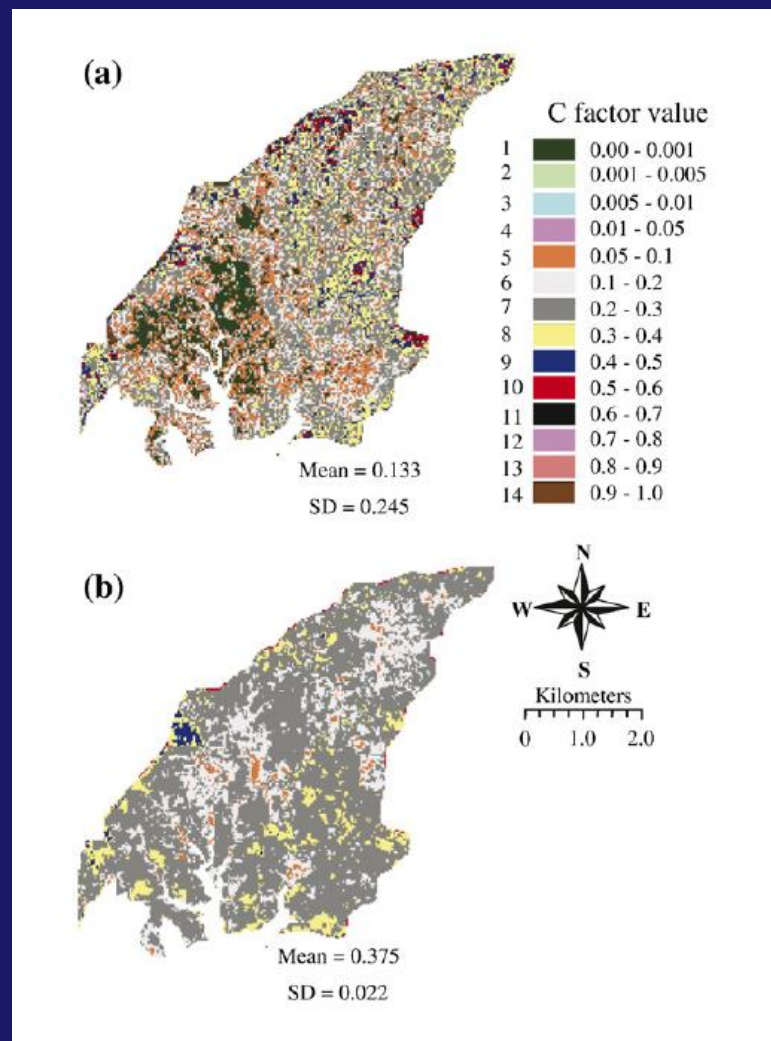 (a)
C factor value
1 0.00 - 0.001
2 0.001 - 0.005
3 0.005 - 0.01
4 0.01 - 0.05
5 0.05 - 0.1
6 0.1 - 0.2
7 0.2 - 0.3
8 0.3 - 0.4
9 0.4 - 0.5
10 0.5 - 0.6
11 0.6 - 0.7
12 0.7 - 0.8
13 0.8 - 0.9
14 0.9 - 1.0
Mean = 0.133
SD = 0.245
(b)
N
W E
S
Kilometers
0 1.0 2.0
Mean = 0.375
SD = 0.022